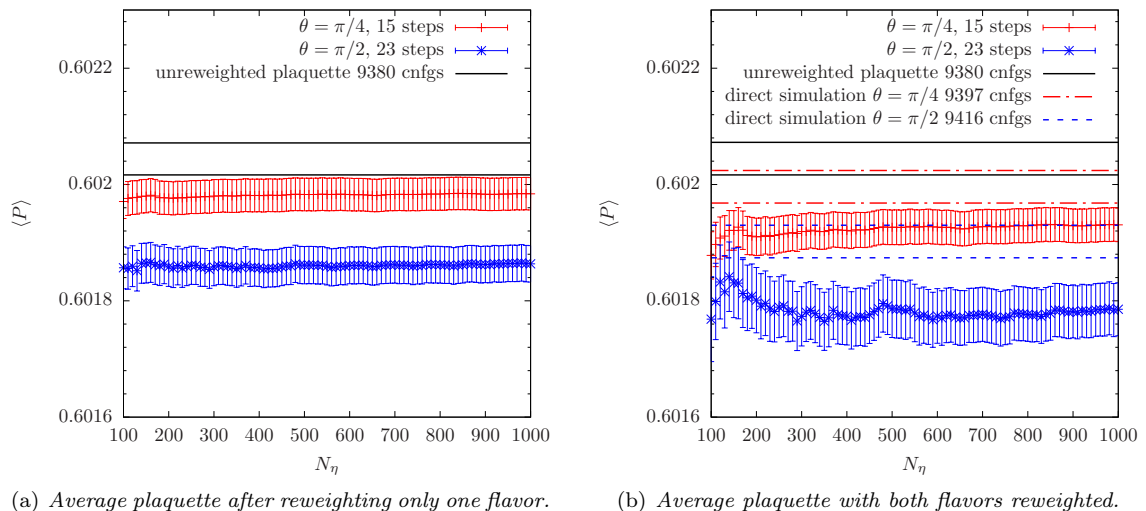 θ = π/4, 15 steps
θ = π/2, 23 steps
unreweighted plaquette 9380 cnfgs
0.6022
0.602
0.6018
0.6016
⟨P⟩
100 200 300 400 500 600 700 800 900 1000
N_η
(a) Average plaquette after reweighting only one flavor.
θ = π/4, 15 steps
θ = π/2, 23 steps
unreweighted plaquette 9380 cnfgs
direct simulation θ = π/4 9397 cnfgs
direct simulation θ = π/2 9416 cnfgs
0.6022
0.602
0.6018
0.6016
⟨P⟩
100 200 300 400 500 600 700 800 900 1000
N_η
(b) Average plaquette with both flavors reweighted.